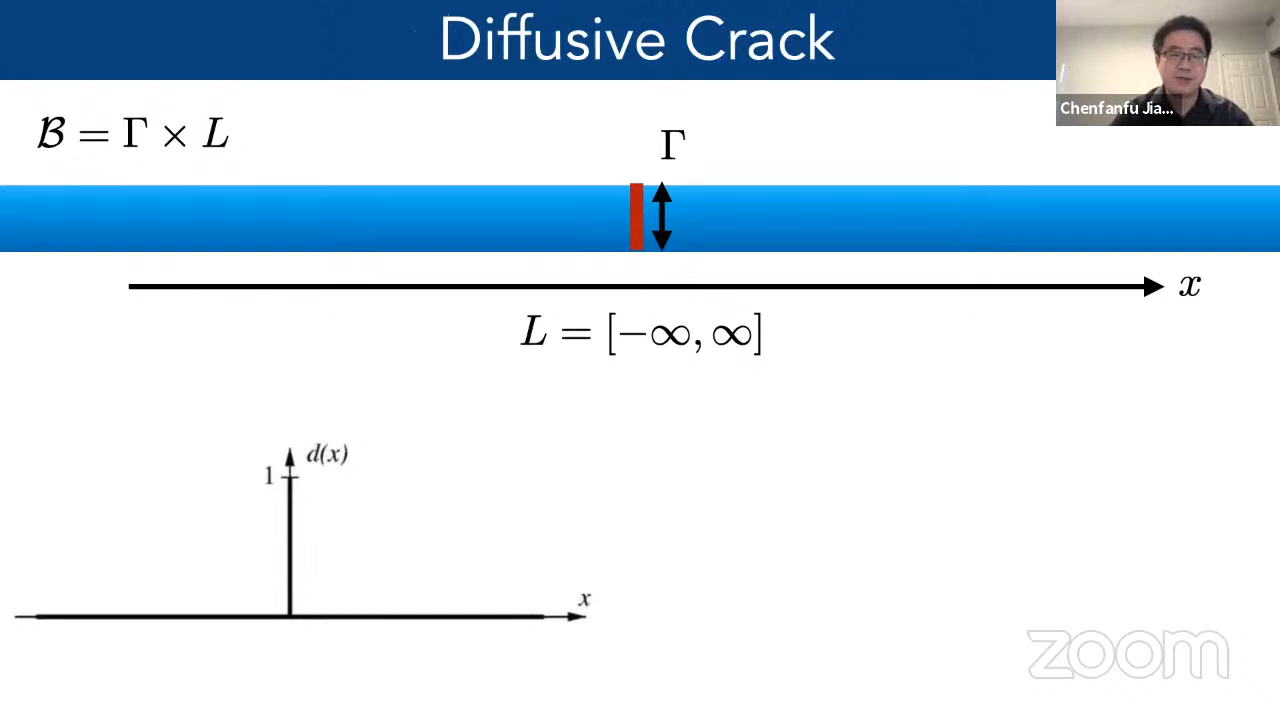 Diffusive Crack
Chenfanfu Jia...
ℬ = Γ × L
Γ
x
L = [−∞, ∞]
d(x)
1
x
zoom